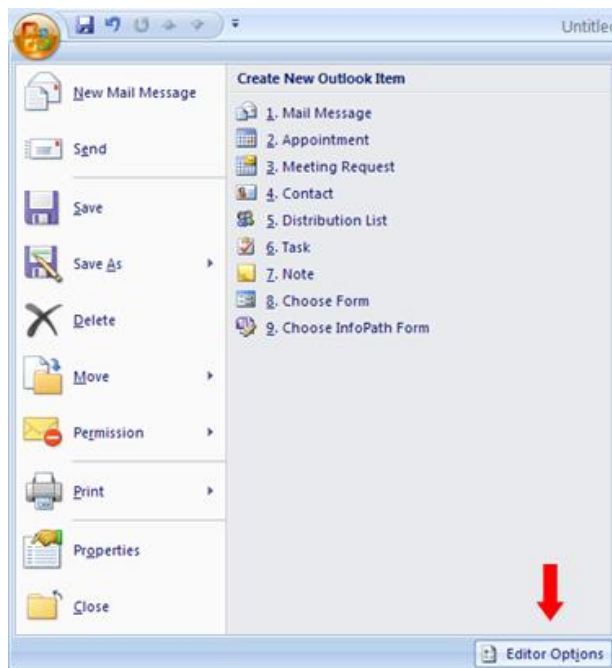 Untitle
New Mail Message
Send
Save
Save As
Delete
Move
Permission
Print
Properties
Close
Create New Outlook Item
1. Mail Message
2. Appointment
3. Meeting Request
4. Contact
5. Distribution List
6. Task
7. Note
8. Choose Form
9. Choose InfoPath Form
Editor Options